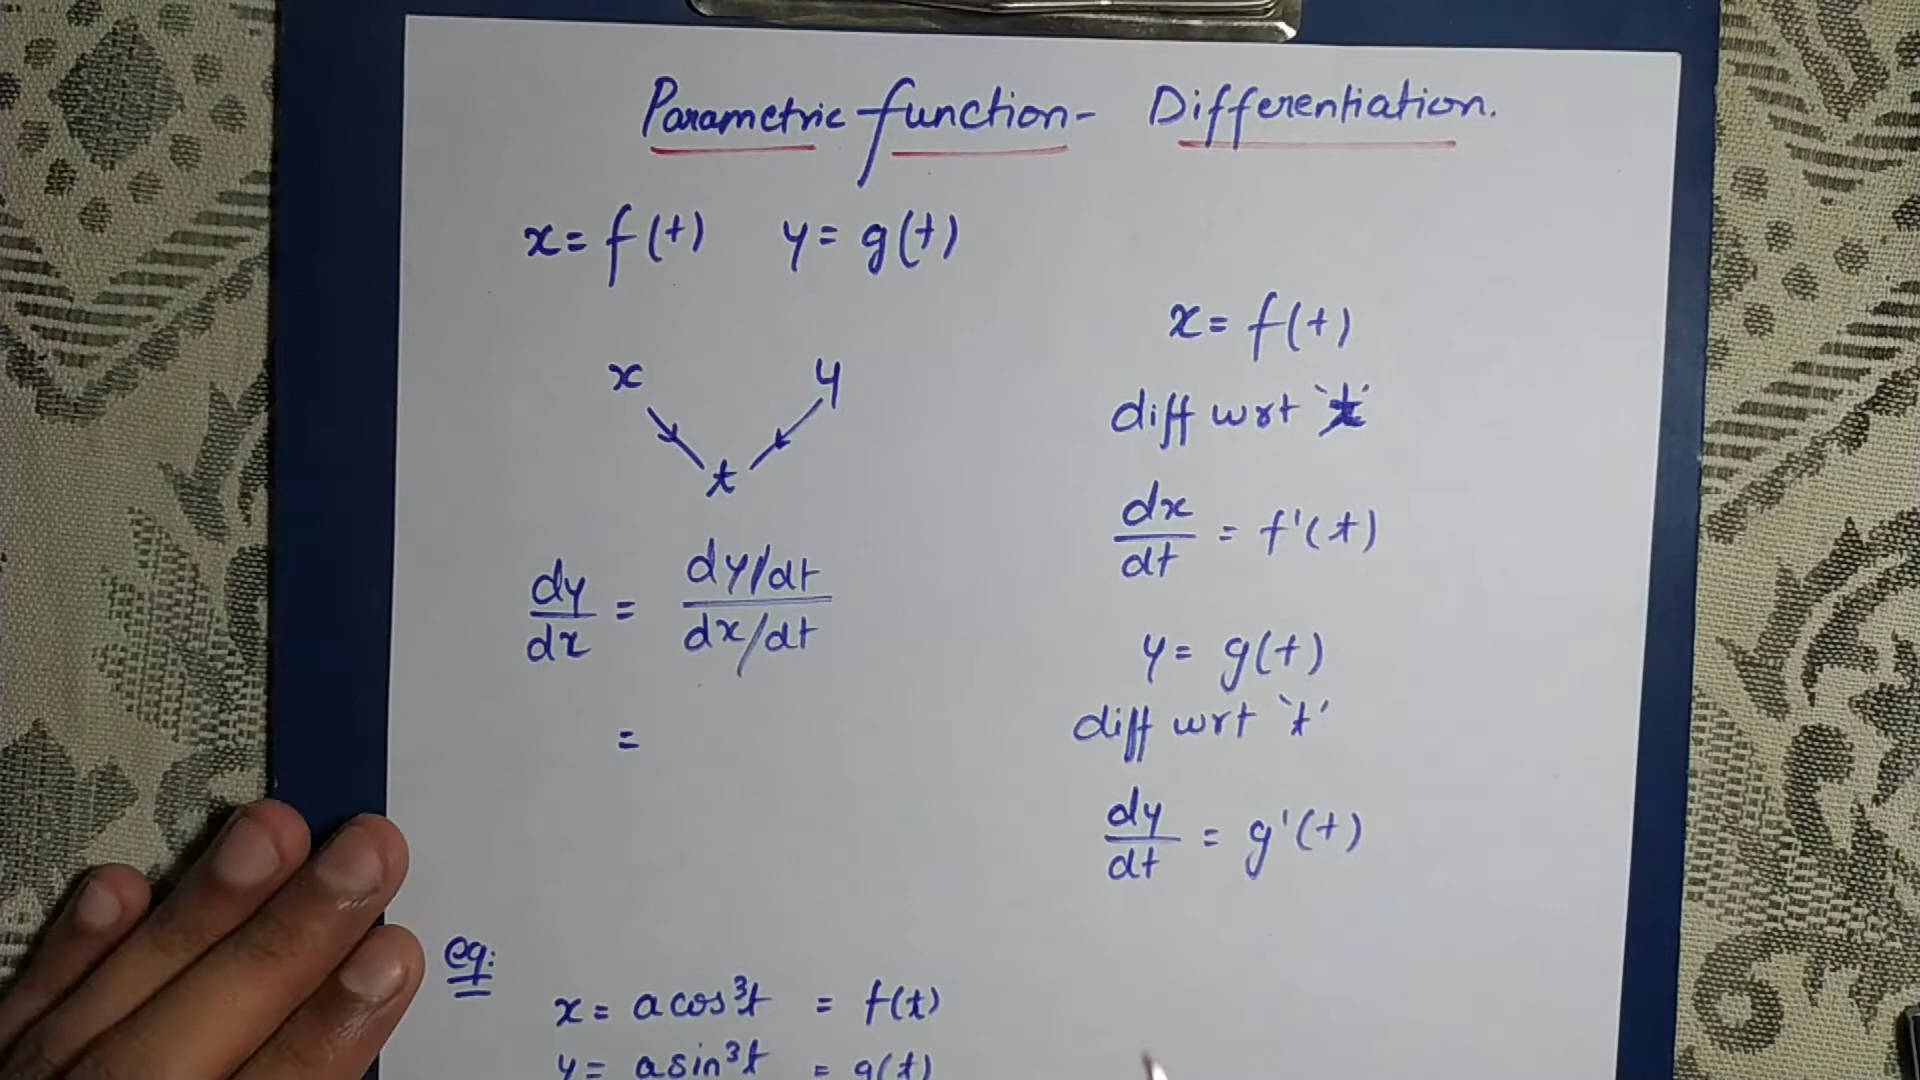 Parametric function - Differentiation.
x = f(t) y = g(t)
x y
t
dy/dx = (dy/dt)/(dx/dt)
=
x = f(t)
diff wrt 't'
dx/dt = f'(t)
y = g(t)
diff wrt 't'
dy/dt = g'(t)
eg:
x = a cos³t = f(t)
y = a sin³t = g(t)